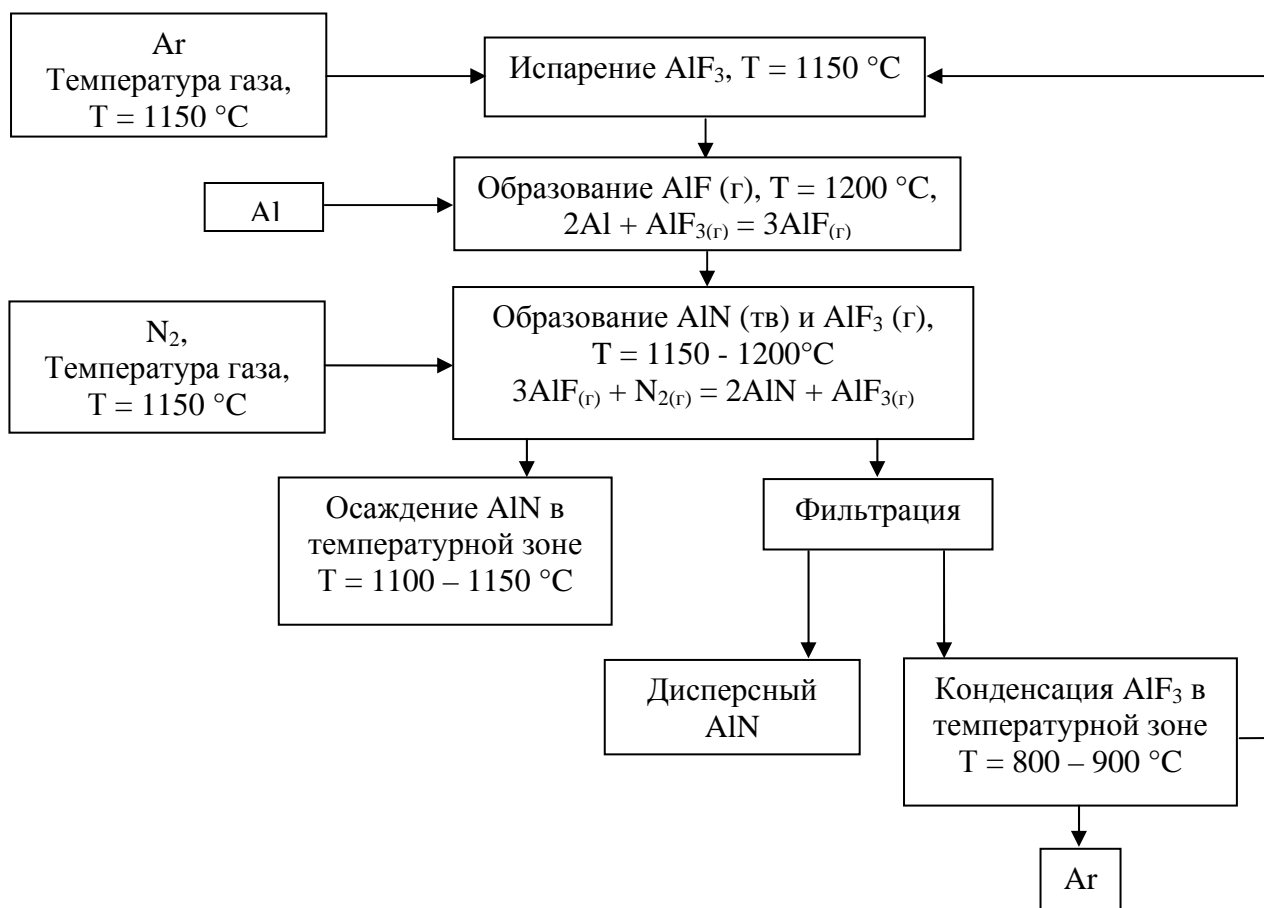 Ar
Температура газа,
T = 1150 °C
Испарение AlF₃, T = 1150 °C
Al
Образование AlF (г), T = 1200 °C,
2Al + AlF₃₍г₎ = 3AlF₍г₎
N₂,
Температура газа,
T = 1150 °C
Образование AlN (тв) и AlF₃ (г),
T = 1150 - 1200°C
3AlF₍г₎ + N₂₍г₎ = 2AlN + AlF₃₍г₎
Осаждение AlN в
температурной зоне
T = 1100 – 1150 °C
Фильтрация
Дисперсный
AlN
Конденсация AlF₃ в
температурной зоне
T = 800 – 900 °C
Ar